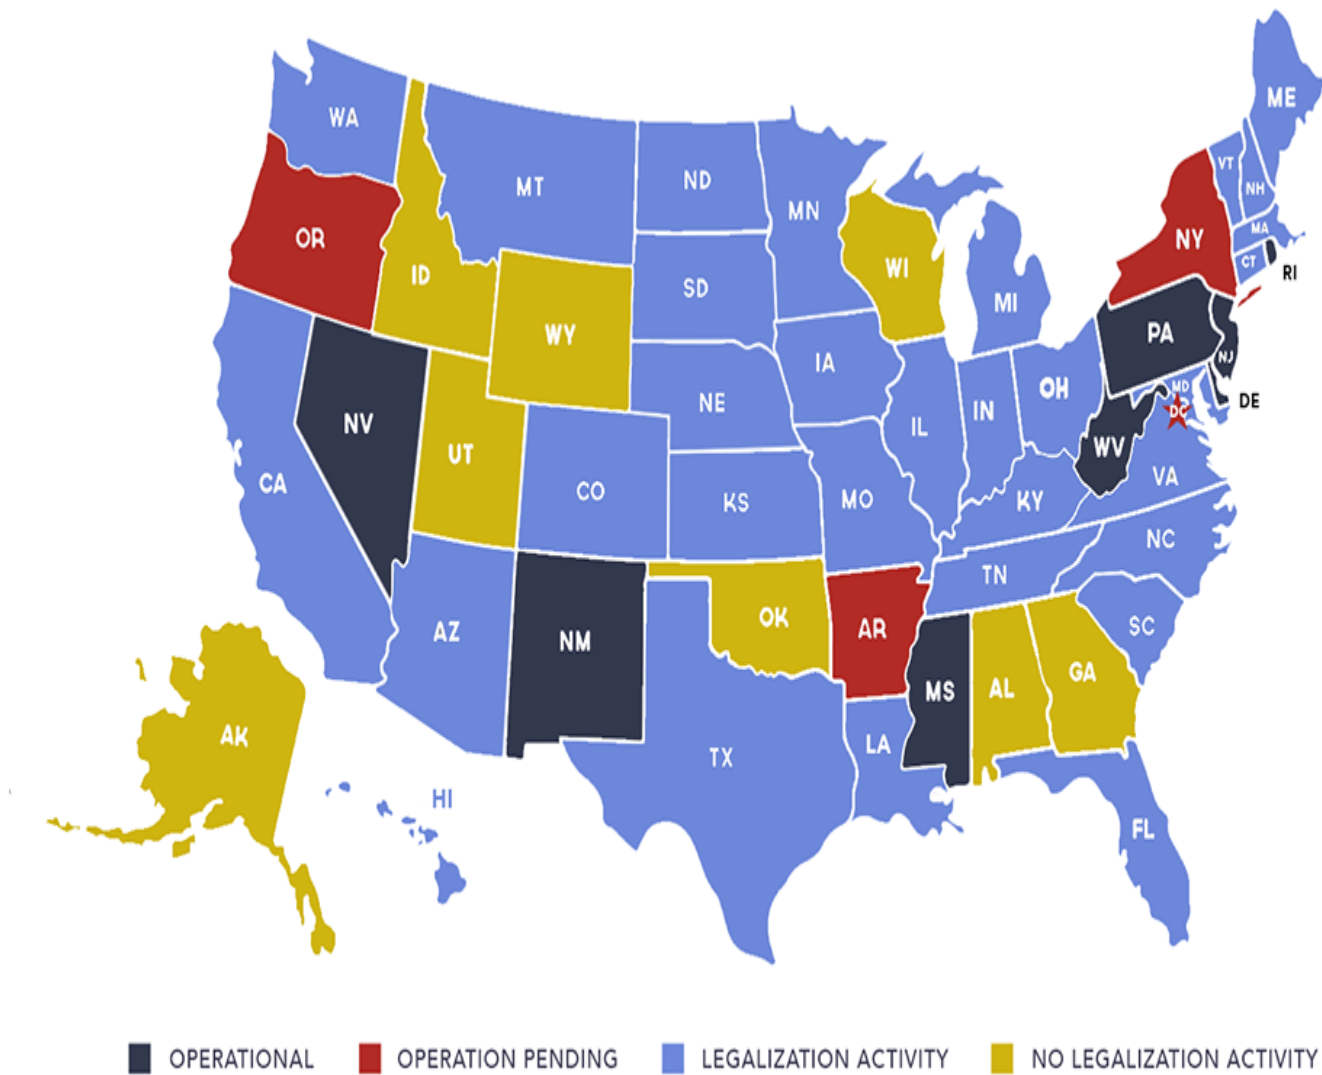 WA
MT
ND
MN
ME
VT
NH
OR
ID
WY
SD
WI
MI
NY
MA
CT
RI
NV
UT
CO
NE
IA
IL
IN
OH
PA
NJ
MD
DC
DE
CA
KS
MO
KY
WV
VA
AZ
NM
OK
AR
TN
NC
SC
TX
LA
MS
AL
GA
FL
AK
HI
OPERATIONAL
OPERATION PENDING
LEGALIZATION ACTIVITY
NO LEGALIZATION ACTIVITY